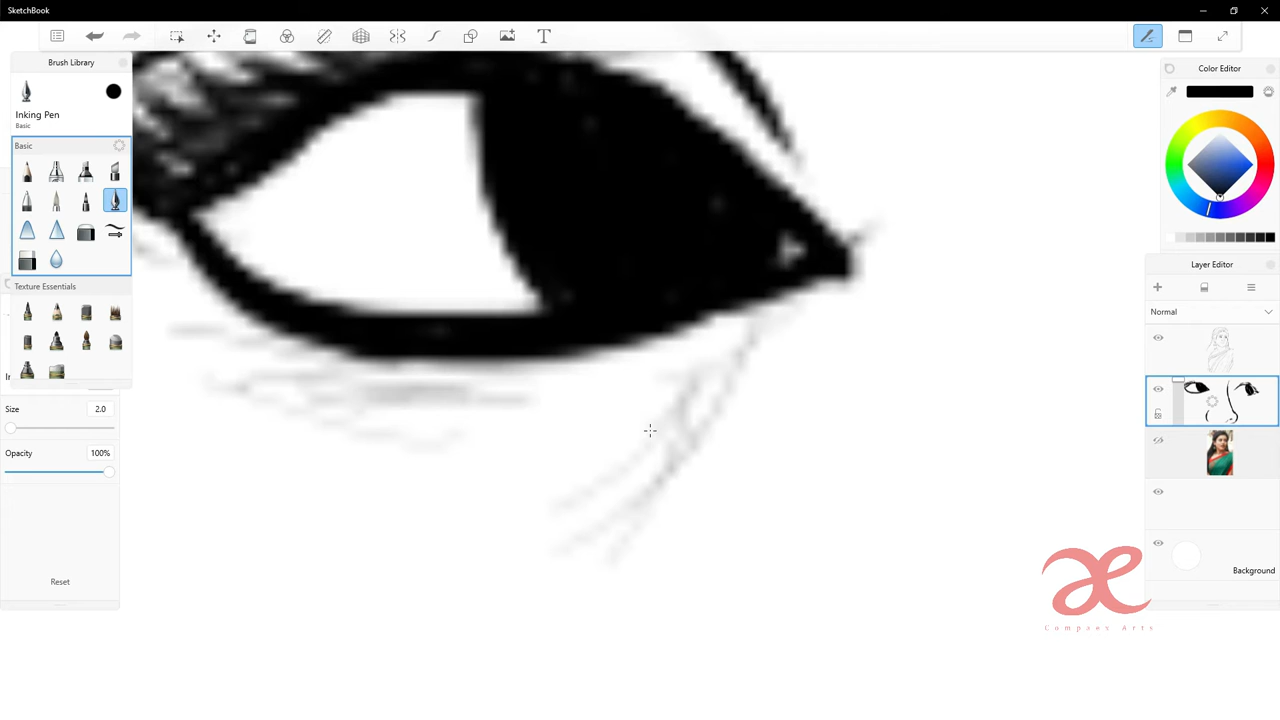 SketchBook
Brush Library
Inking Pen
Basic
Basic
Texture Essentials
Size
2.0
Opacity
100%
Reset
Color Editor
Layer Editor
Normal
Background
Compaex Arts